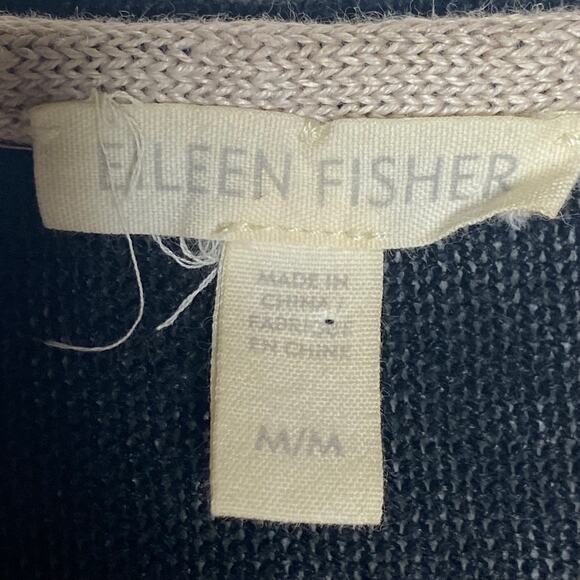 EILEEN FISHER
MADE IN
CHINA /
FABRIQUÉ
EN CHINE
M/M